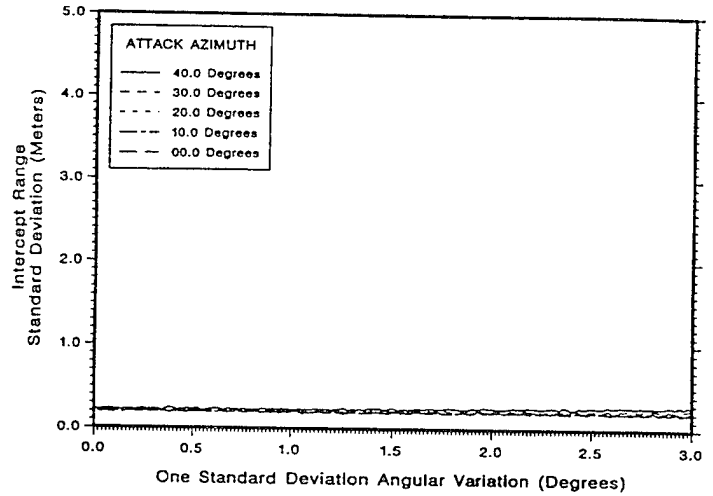 5.0
4.0
3.0
2.0
1.0
0.0
Intercept Range
Standard Deviation (Meters)
ATTACK AZIMUTH
40.0 Degrees
30.0 Degrees
20.0 Degrees
10.0 Degrees
00.0 Degrees
0.0 0.5 1.0 1.5 2.0 2.5 3.0
One Standard Deviation Angular Variation (Degrees)